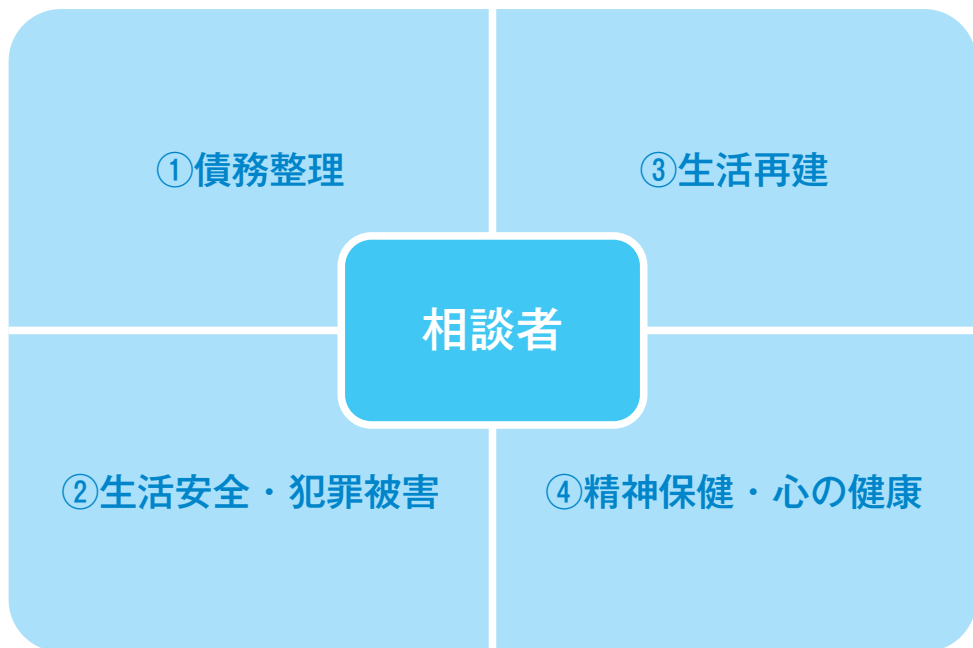 ①債務整理
③生活再建
相談者
②生活安全・犯罪被害
④精神保健・心の健康